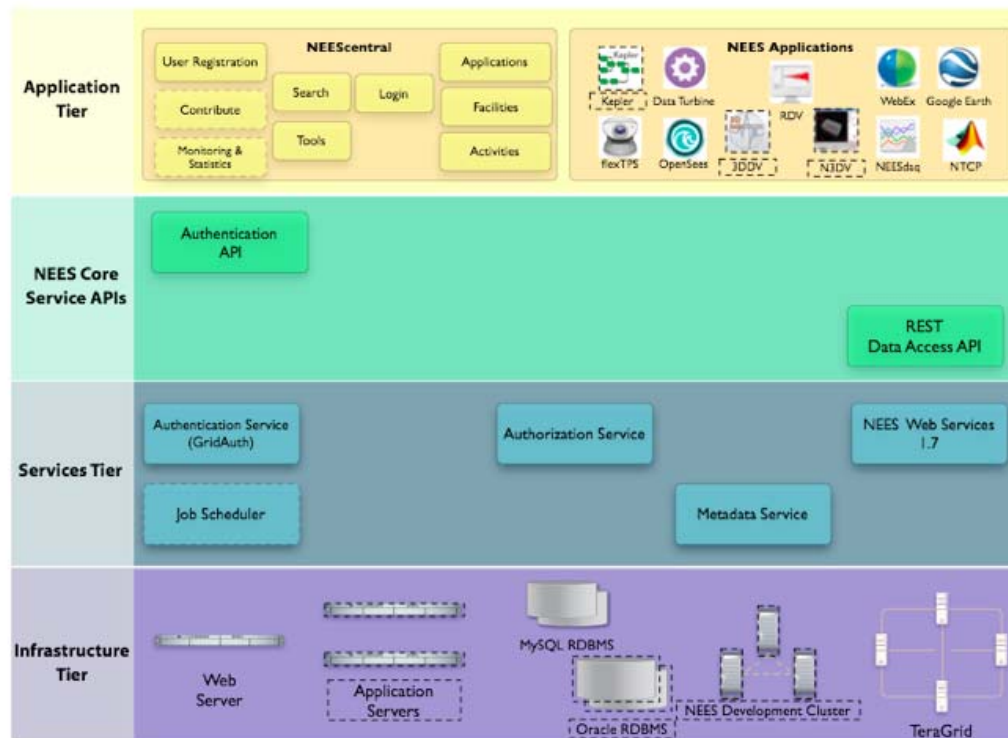 Application
Tier
NEEScentral
User Registration
Contribute
Monitoring &
Statistics
Search
Tools
Login
Applications
Facilities
Activities
NEES Applications
Kepler
Kepler
Data Turbine
RDV
WebEx
Google Earth
flexTPS
OpenSees
3DDV
N3DV
NEESdaq
NTCP
NEES Core
Service APIs
Authentication
API
REST
Data Access API
Services Tier
Authentication Service
(GridAuth)
Authorization Service
NEES Web Services
1.7
Job Scheduler
Metadata Service
Infrastructure
Tier
Web
Server
Application
Servers
MySQL RDBMS
Oracle RDBMS
NEES Development Cluster
TeraGrid